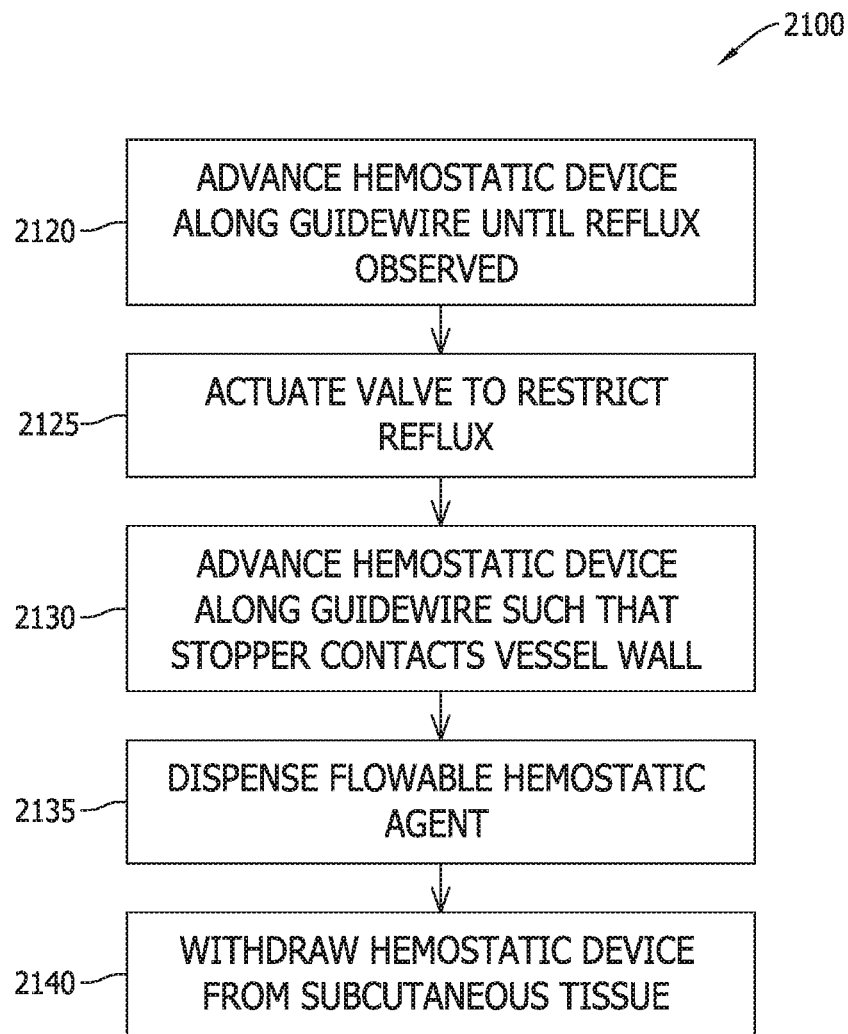 2100
ADVANCE HEMOSTATIC DEVICE
ALONG GUIDEWIRE UNTIL REFLUX
OBSERVED
2120
ACTUATE VALVE TO RESTRICT
REFLUX
2125
ADVANCE HEMOSTATIC DEVICE
ALONG GUIDEWIRE SUCH THAT
STOPPER CONTACTS VESSEL WALL
2130
DISPENSE FLOWABLE HEMOSTATIC
AGENT
2135
WITHDRAW HEMOSTATIC DEVICE
FROM SUBCUTANEOUS TISSUE
2140